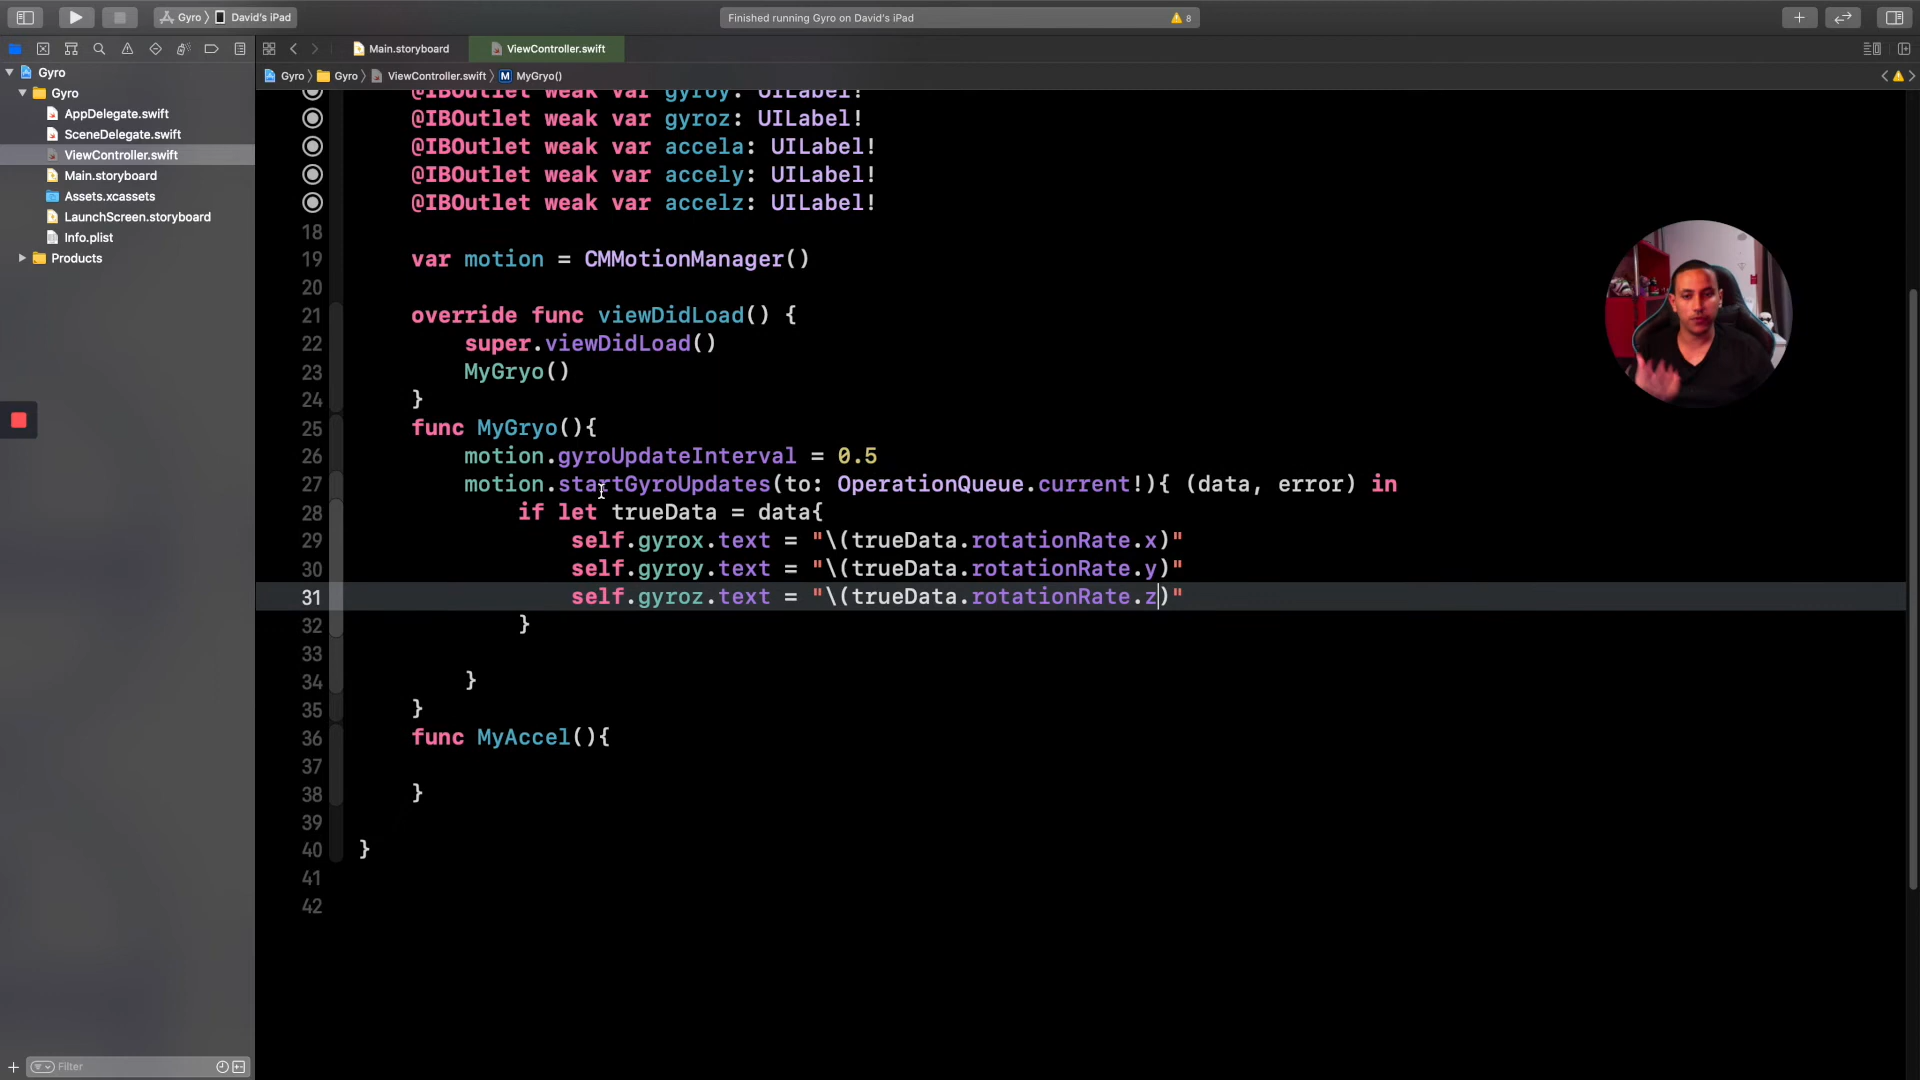 Gyro
David's iPad
Finished running Gyro on David's iPad
8
Main.storyboard
ViewController.swift
Gyro
Gyro
ViewController.swift
M
MyGryo()
Gyro
Gyro
AppDelegate.swift
SceneDelegate.swift
ViewController.swift
Main.storyboard
Assets.xcassets
LaunchScreen.storyboard
Info.plist
Products
Filter
@IBOutlet weak var gyroy: UILabel!
@IBOutlet weak var gyroz: UILabel!
@IBOutlet weak var accela: UILabel!
@IBOutlet weak var accely: UILabel!
@IBOutlet weak var accelz: UILabel!
18
19 var motion = CMMotionManager()
20
21 override func viewDidLoad() {
22 super.viewDidLoad()
23 MyGryo()
24 }
25 func MyGryo(){
26 motion.gyroUpdateInterval = 0.5
27 motion.startGyroUpdates(to: OperationQueue.current!){ (data, error) in
28 if let trueData = data{
29 self.gyrox.text = "\(trueData.rotationRate.x)"
30 self.gyroy.text = "\(trueData.rotationRate.y)"
31 self.gyroz.text = "\(trueData.rotationRate.z)"
32 }
33
34 }
35 }
36 func MyAccel(){
37
38 }
39
40 }
41
42